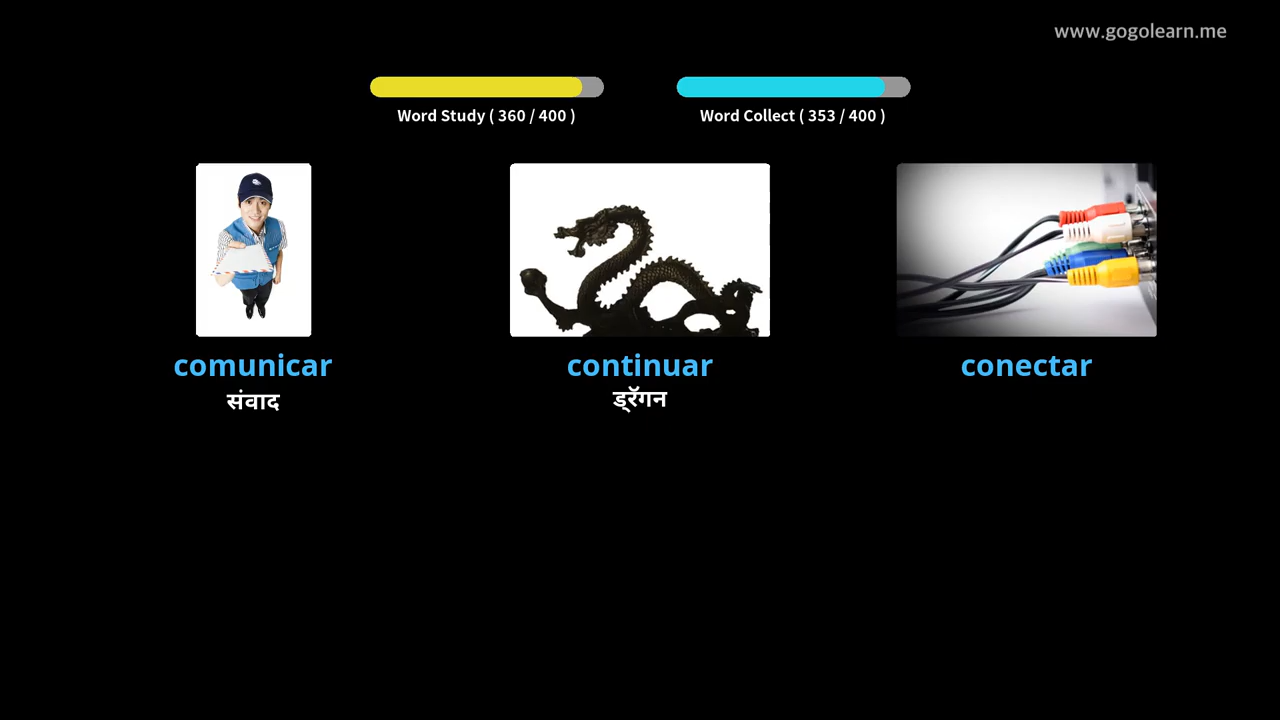 www.gogolearn.me
Word Study ( 360 / 400 )
Word Collect ( 353 / 400 )
comunicar
संवाद
continuar
ड्रॅगन
conectar